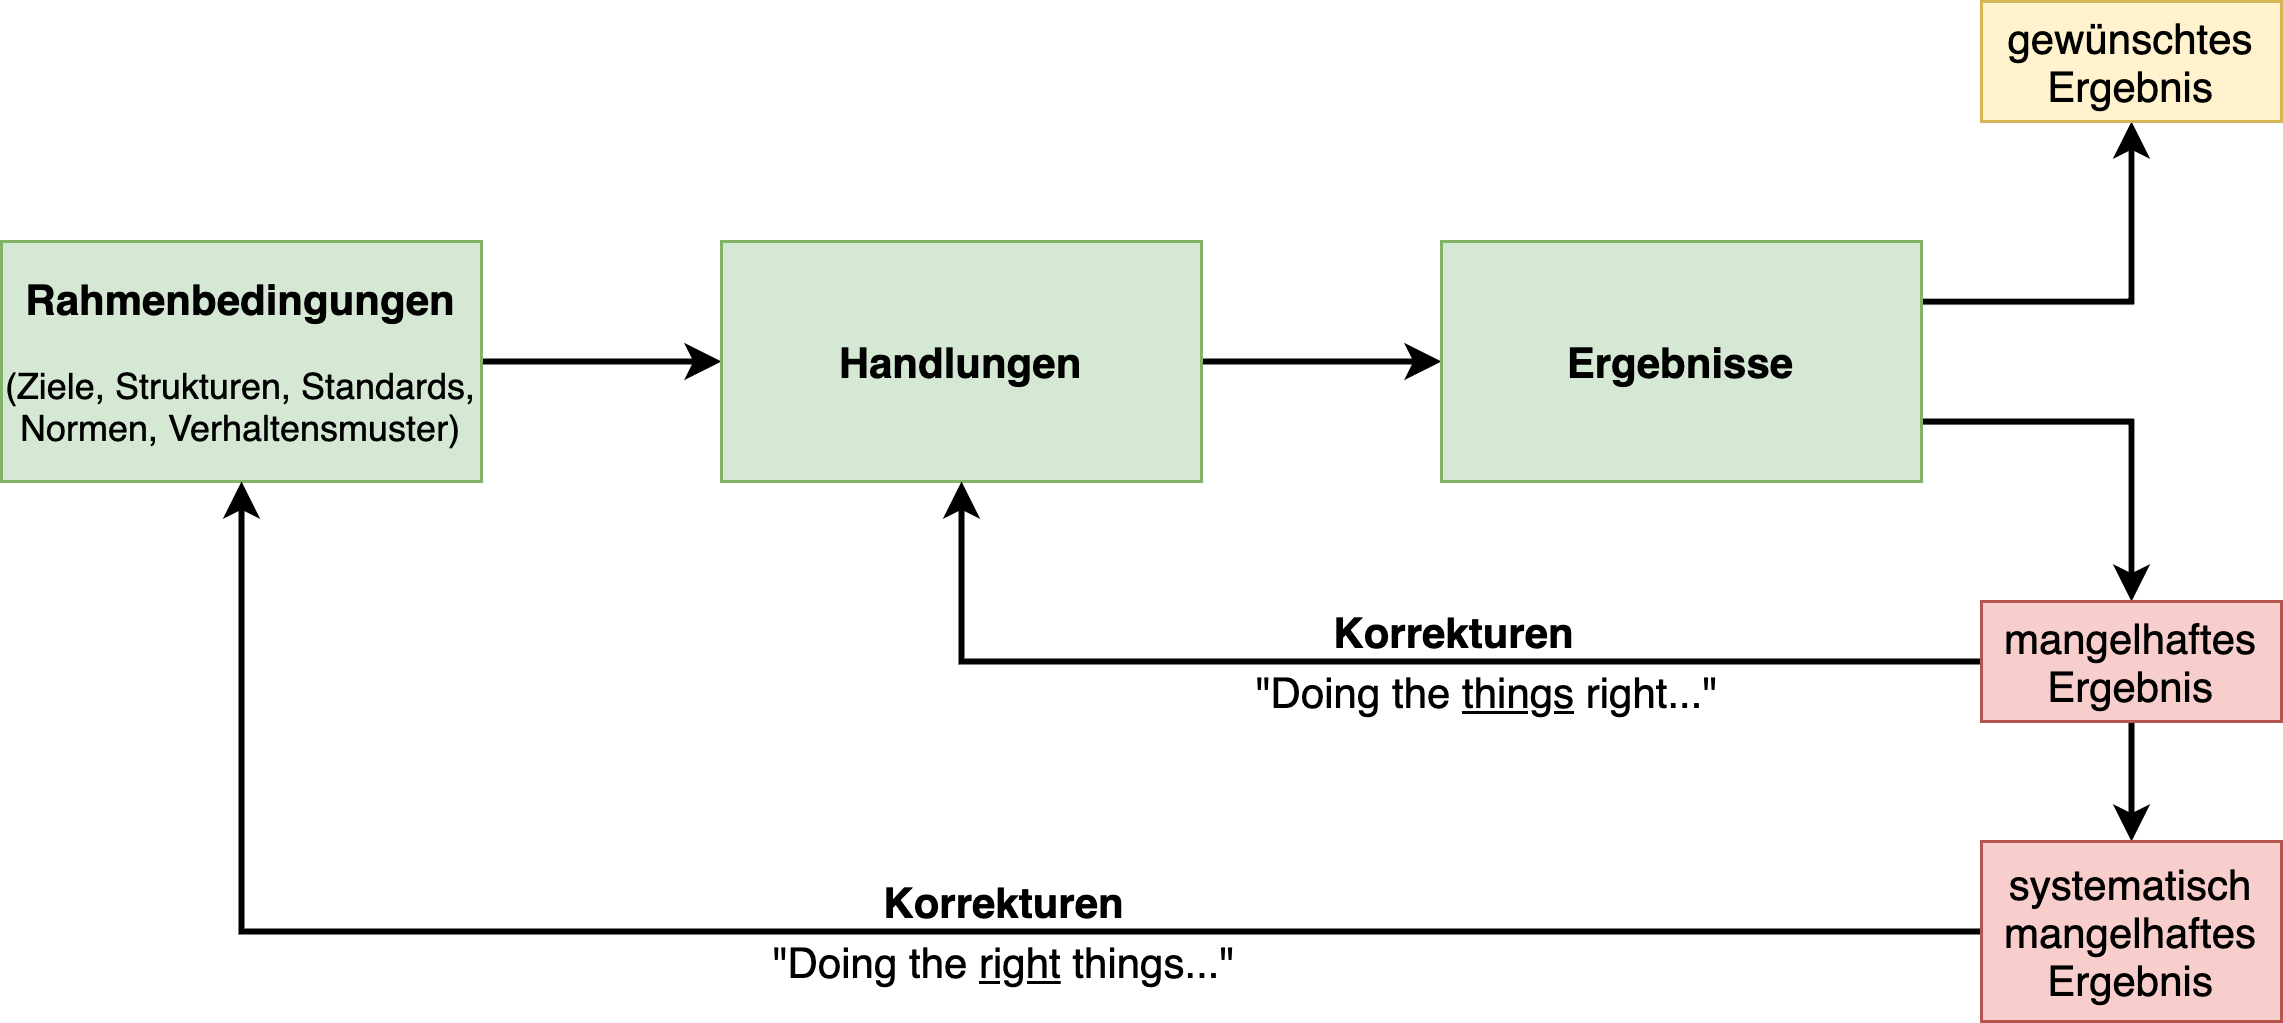 gewünschtes
Ergebnis
Rahmenbedingungen
(Ziele, Strukturen, Standards,
Normen, Verhaltensmuster)
Handlungen
Ergebnisse
Korrekturen
"Doing the things right..."
mangelhaftes
Ergebnis
Korrekturen
"Doing the right things..."
systematisch
mangelhaftes
Ergebnis